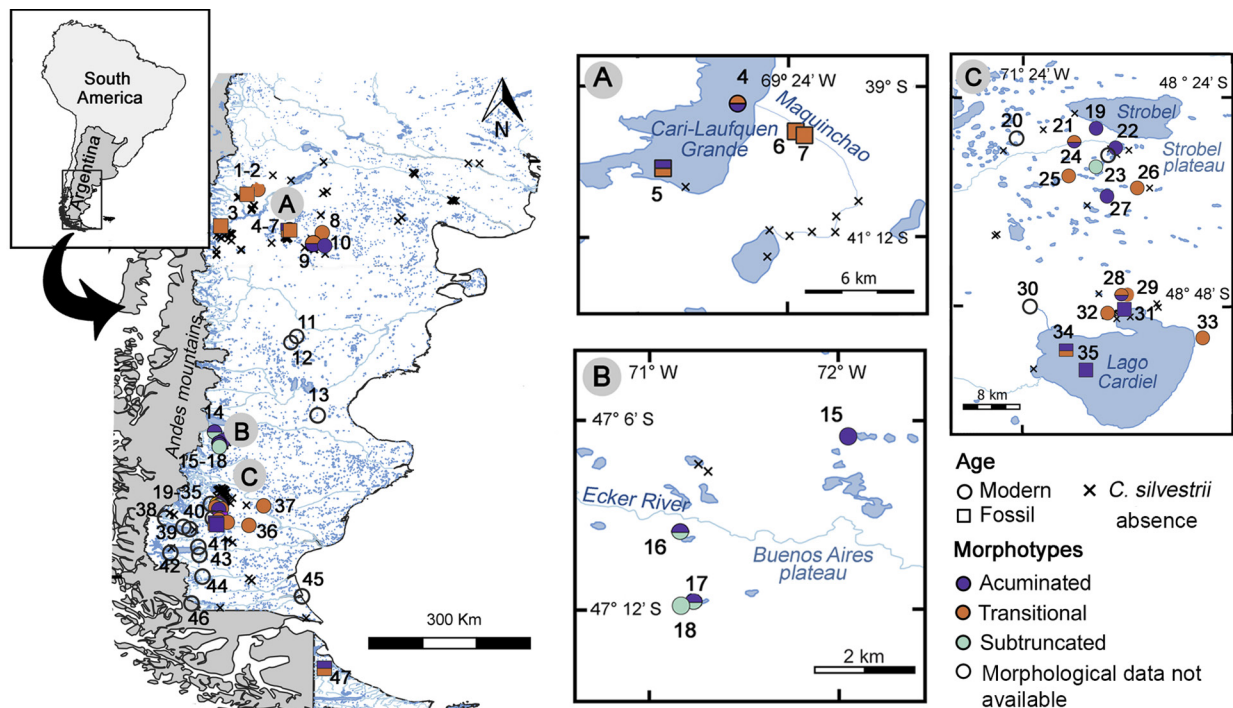 South
America
Argentina
N
Andes mountains
1-2
3
A
4-7
8
9
10
11
12
13
14
B
15-18
C
19-35
37
38
40
36
39
41
42
43
44
45
46
300 Km
47
A
4
69° 24' W
39° S
Maquinchao
Cari-Laufquen
Grande
6
7
5
41° 12' S
6 km
B
71° W
72° W
47° 6' S
15
Ecker River
16
Buenos Aires
plateau
17
47° 12' S
18
2 km
C
71° 24' W
48° 24' S
Strobel
20
21
19
22
24
Strobel
plateau
25
23
26
27
28
29
48° 48' S
30
32
31
33
34
35
Lago
Cardiel
8 km
Age
Modern
Fossil
× C. silvestrii
absence
Morphotypes
Acuminated
Transitional
Subtruncated
Morphological data not
available